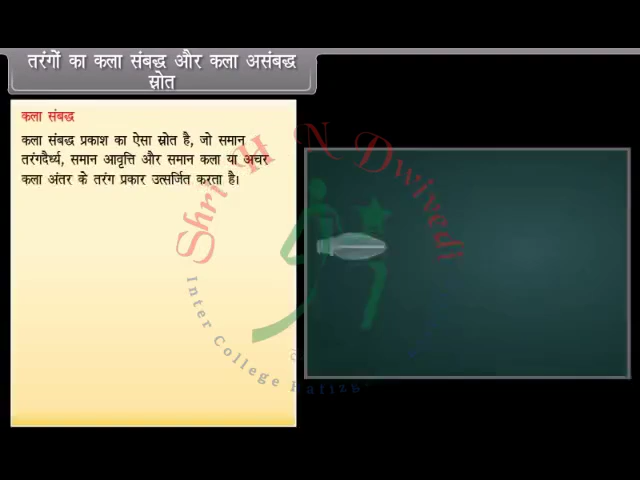 तरंगों का कला संबद्ध और कला असंबद्ध
स्रोत
कला संबद्ध
कला संबद्ध प्रकाश का ऐसा स्रोत है, जो समान
तरंगदैर्ध्य, समान आवृत्ति और समान कला या अचर
कला अंतर के तरंग प्रकार उत्सर्जित करता है।
Shri H N Dwivedi
Inter College